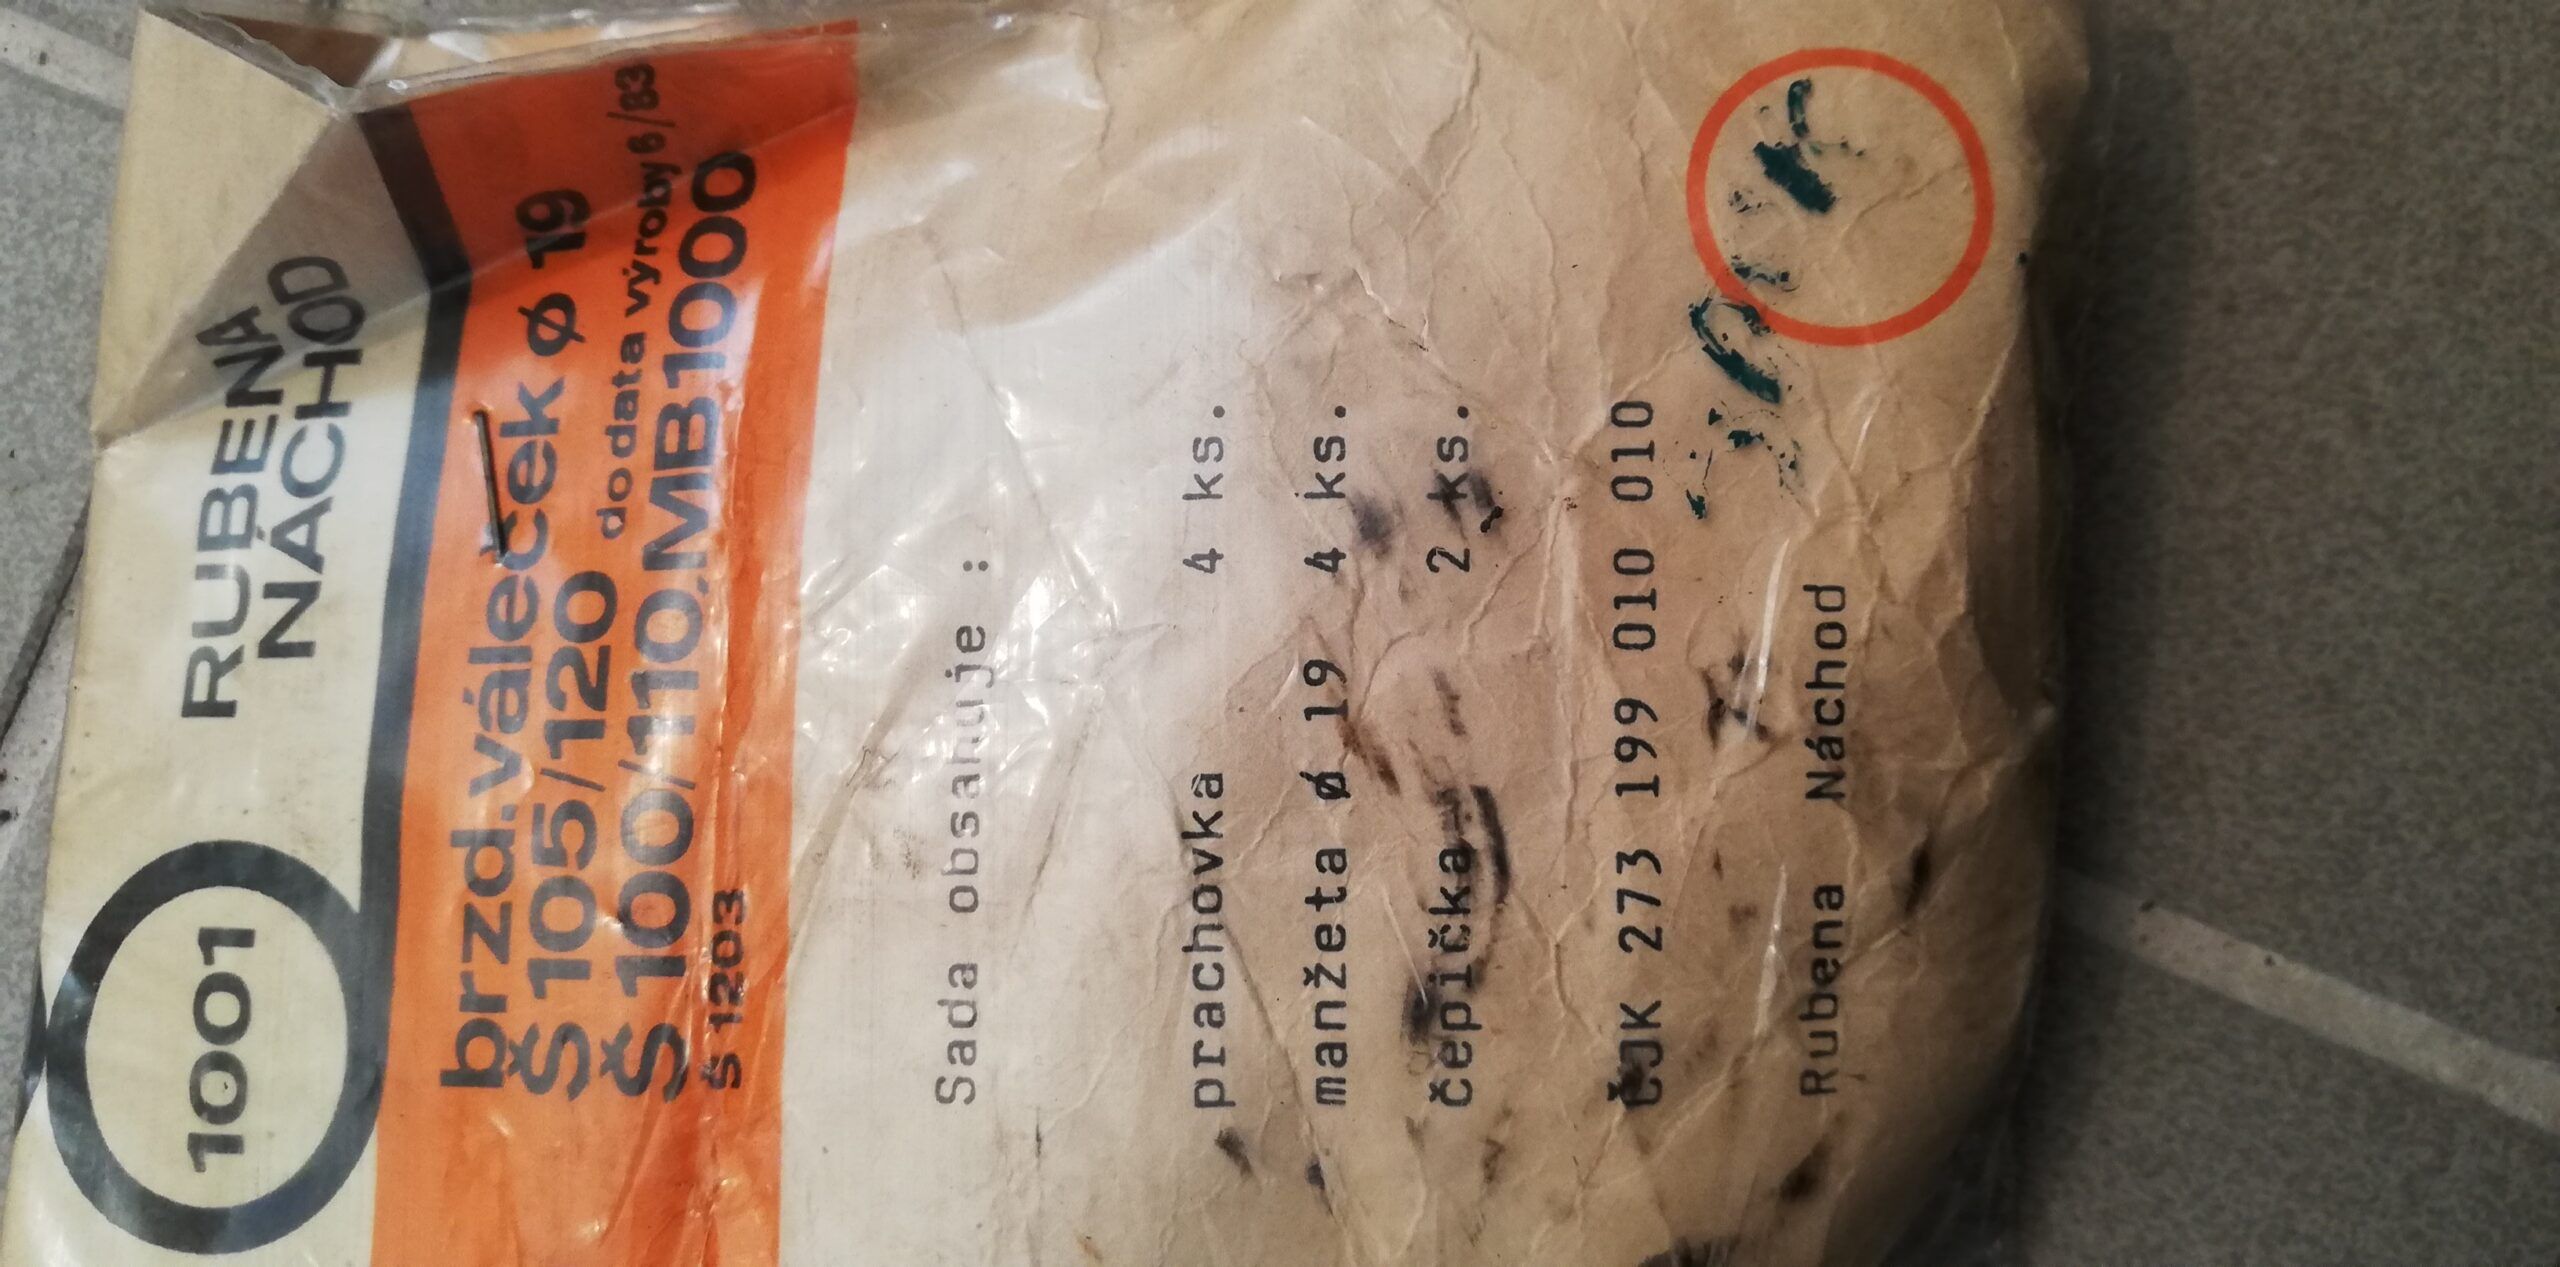 1001
RUBENA
NÁCHOD
brzd.váleček ø 19
Š 105/120 do data výroby 6/83
Š 100/110.MB1000
Š 1203
Sada obsahuje :
prachovka 4 ks.
manžeta ø 19 4 ks.
čepička 2 ks.
ČJK 273 199 010 010
Rubena Náchod